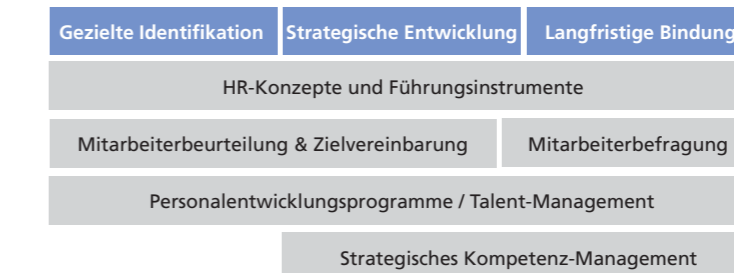 Gezielte Identifikation Strategische Entwicklung Langfristige Bindung
HR-Konzepte und Führungsinstrumente
Mitarbeiterbeurteilung & Zielvereinbarung Mitarbeiterbefragung
Personalentwicklungsprogramme / Talent-Management
Strategisches Kompetenz-Management